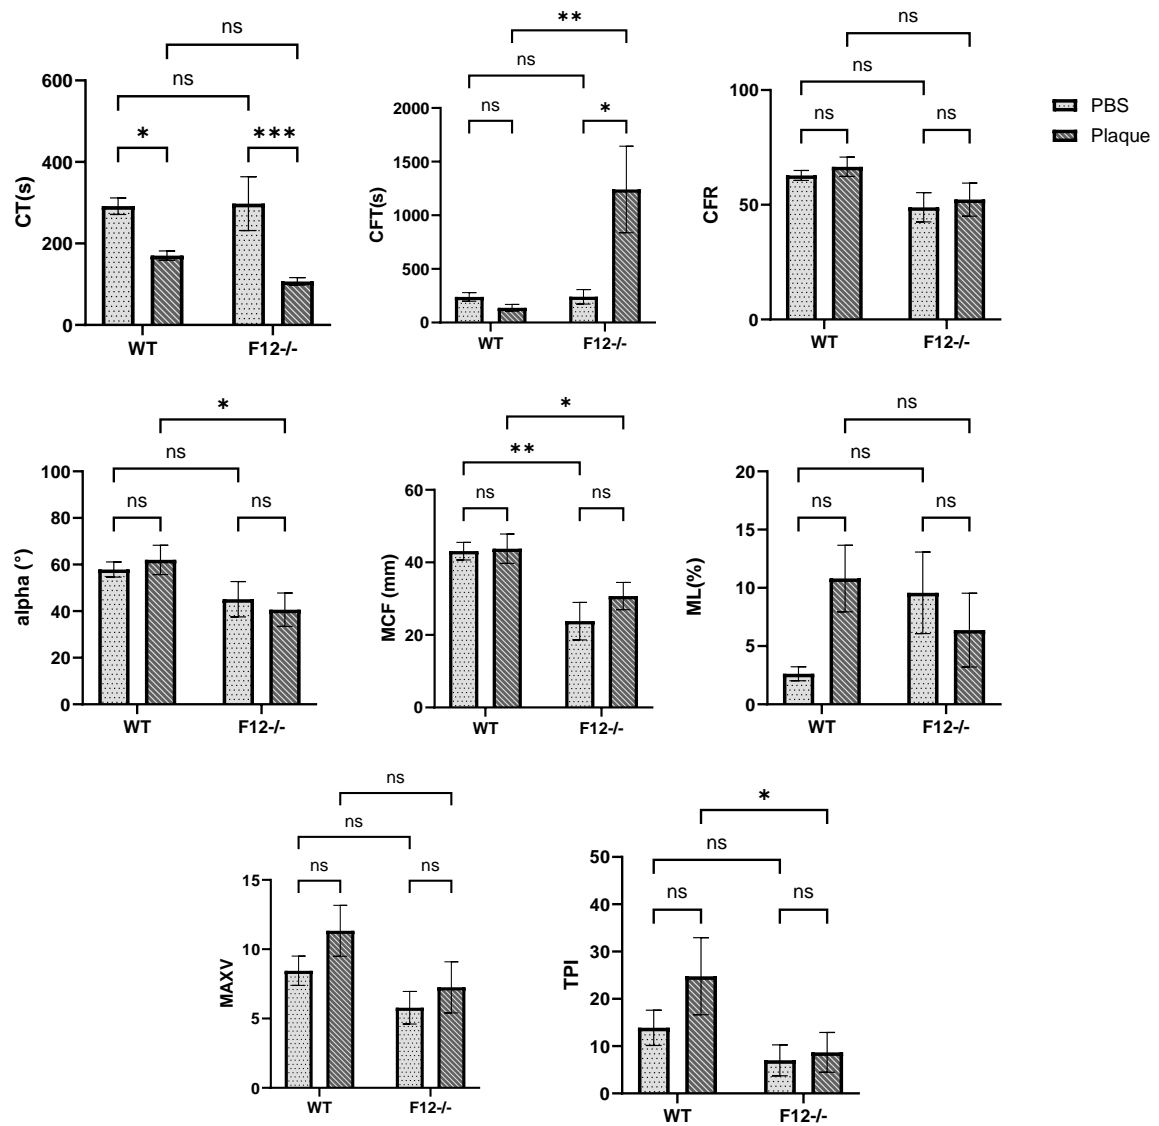 ns
ns
*
***
600
400
200
0
CT(s)
WT
F12-/-
**
ns
ns
*
2000
1500
1000
500
0
CFT(s)
WT
F12-/-
ns
ns
ns
ns
100
50
0
CFR
WT
F12-/-
PBS
Plaque
*
ns
ns
ns
100
80
60
40
20
0
alpha (°)
WT
F12-/-
*
**
ns
ns
60
40
20
0
MCF (mm)
WT
F12-/-
ns
ns
ns
ns
20
15
10
5
0
ML(%)
WT
F12-/-
ns
ns
ns
ns
15
10
5
0
MAXV
WT
F12-/-
*
ns
ns
ns
50
40
30
20
10
0
TPI
WT
F12-/-